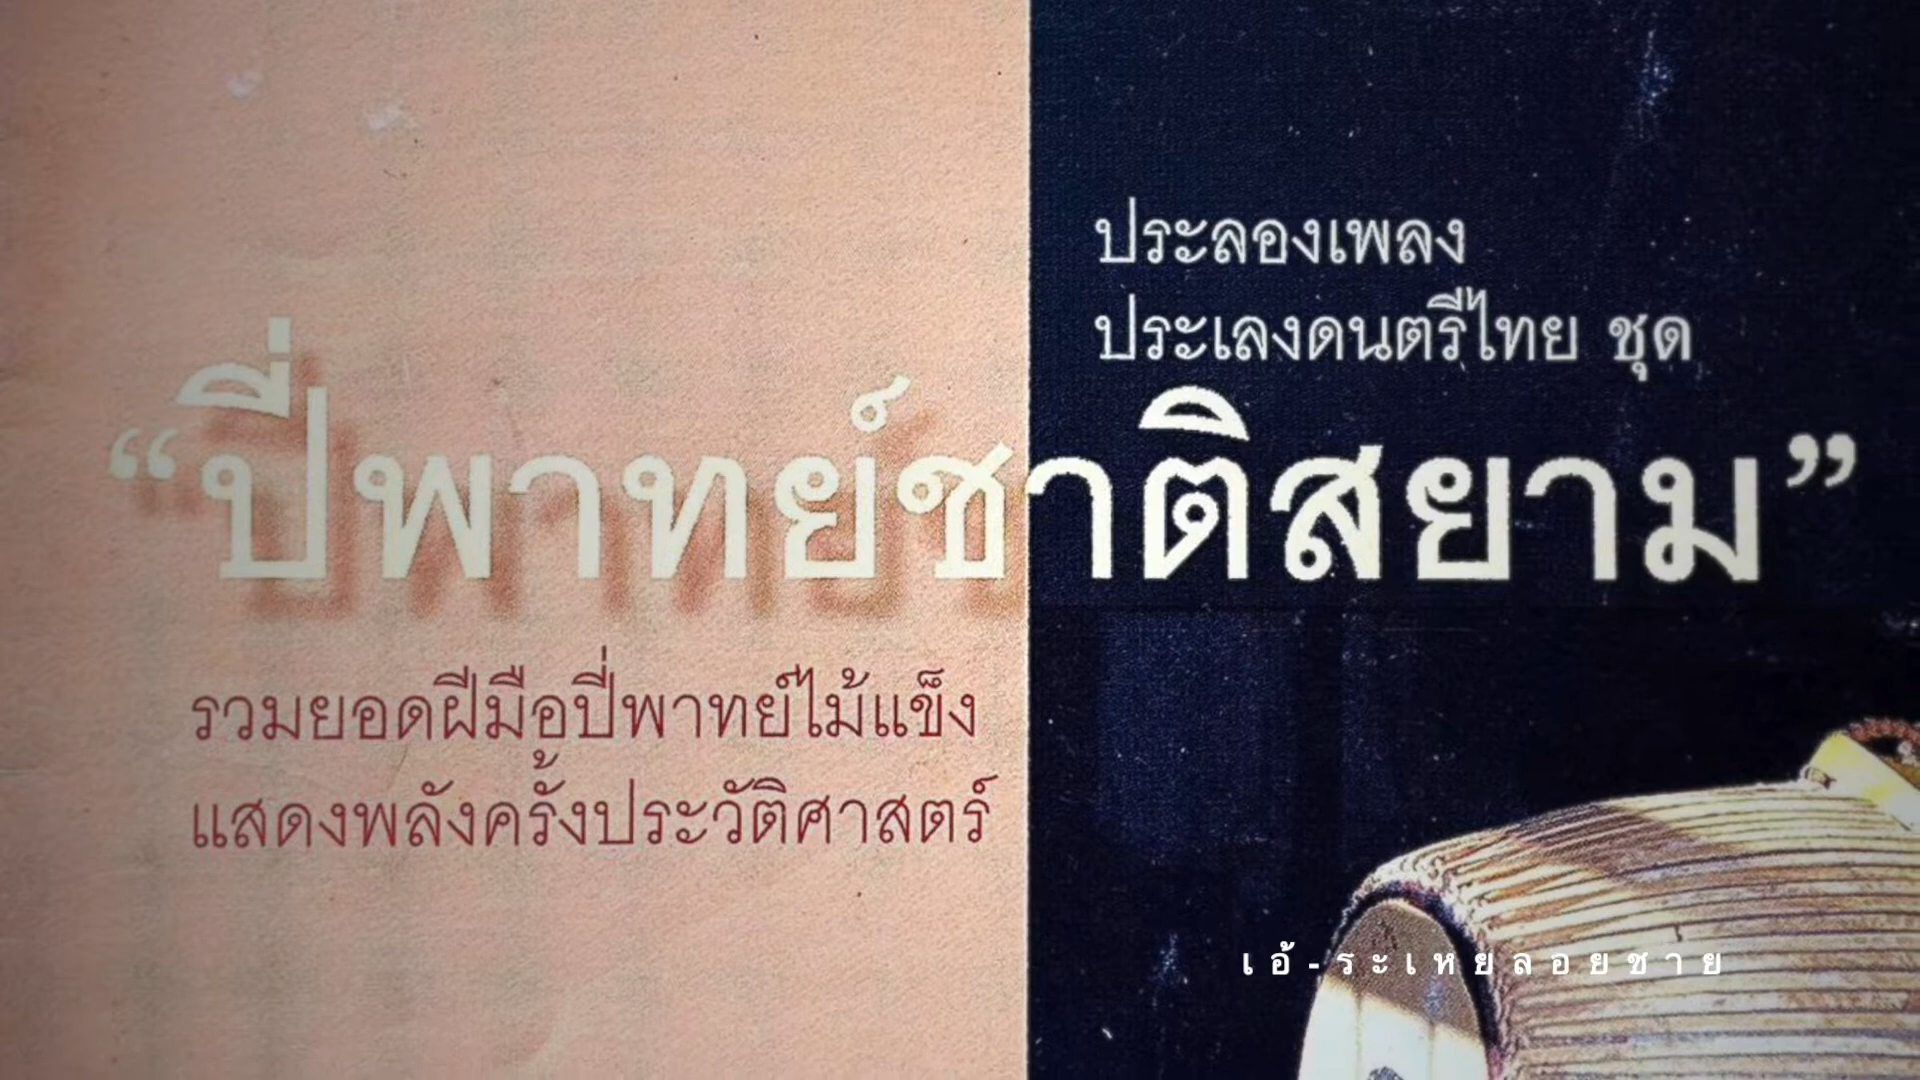 ประลองเพลง
ประเลงดนตรีไทย ชุด
“ปี่พาทย์ชาติสยาม”
รวมยอดฝีมือปี่พาทย์ไม้แข็ง
แสดงพลังครั้งประวัติศาสตร์
เอ้-ระเหยลอยชาย